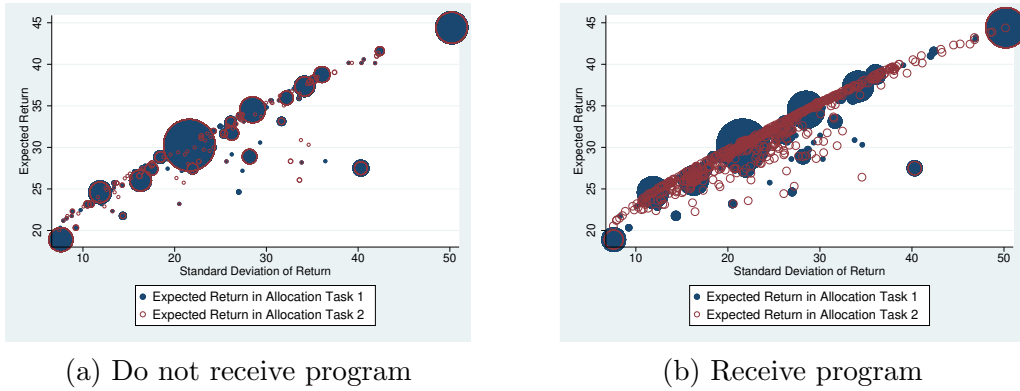 45
40
35
30
25
20
Expected Return
10 20 30 40 50
Standard Deviation of Return
Expected Return in Allocation Task 1
Expected Return in Allocation Task 2
(a) Do not receive program
45
40
35
30
25
20
Expected Return
10 20 30 40 50
Standard Deviation of Return
Expected Return in Allocation Task 1
Expected Return in Allocation Task 2
(b) Receive program